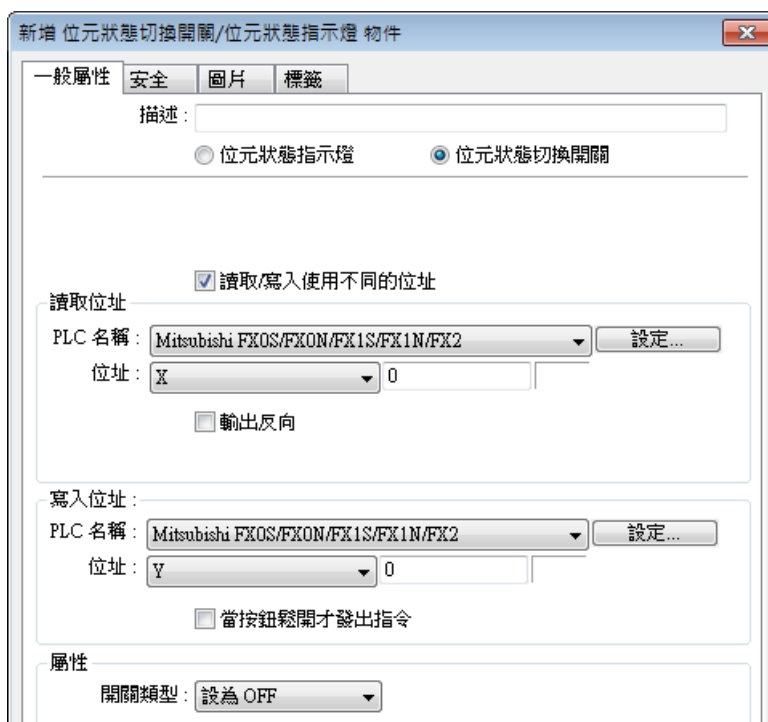 新增 位元狀態切換開關/位元狀態指示燈 物件
一般屬性 安全 圖片 標籤
描述：
位元狀態指示燈 位元狀態切換開關
讀取/寫入使用不同的位址
讀取位址
PLC 名稱： Mitsubishi FX0S/FX0N/FX1S/FX1N/FX2 設定...
位址： X 0
輸出反向
寫入位址：
PLC 名稱： Mitsubishi FX0S/FX0N/FX1S/FX1N/FX2 設定...
位址： Y 0
當按鈕鬆開才發出指令
屬性
開關類型： 設為 OFF